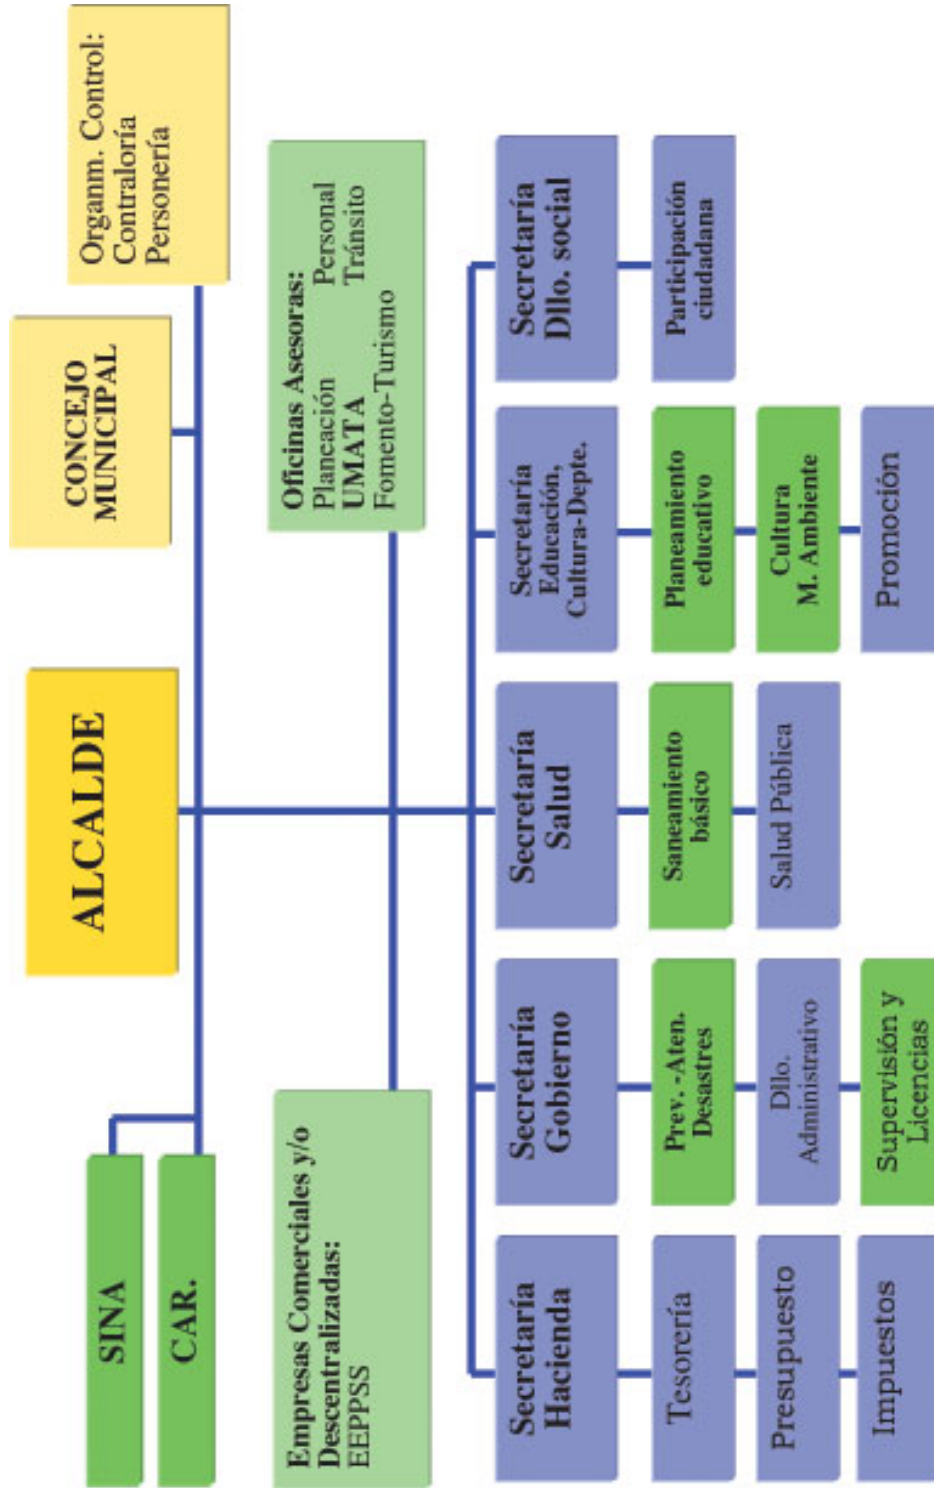 ALCALDE
SINA
CAR.
CONCEJO
MUNICIPAL
Organm. Control:
Contraloría
Personería
Empresas Comerciales y/o
Descentralizadas:
EEPPSS
Oficinas Asesoras:
Planeación Personal
UMATA Tránsito
Fomento-Turismo
Secretaría
Hacienda
Tesorería
Presupuesto
Impuestos
Secretaría
Gobierno
Prev. -Aten.
Desastres
Dllo.
Administrativo
Supervisión y
Licencias
Secretaría
Salud
Saneamiento
básico
Salud Pública
Secretaría
Educación,
Cultura-Depte.
Planeamiento
educativo
Cultura
M. Ambiente
Promoción
Secretaría
Dllo. social
Participación
ciudadana